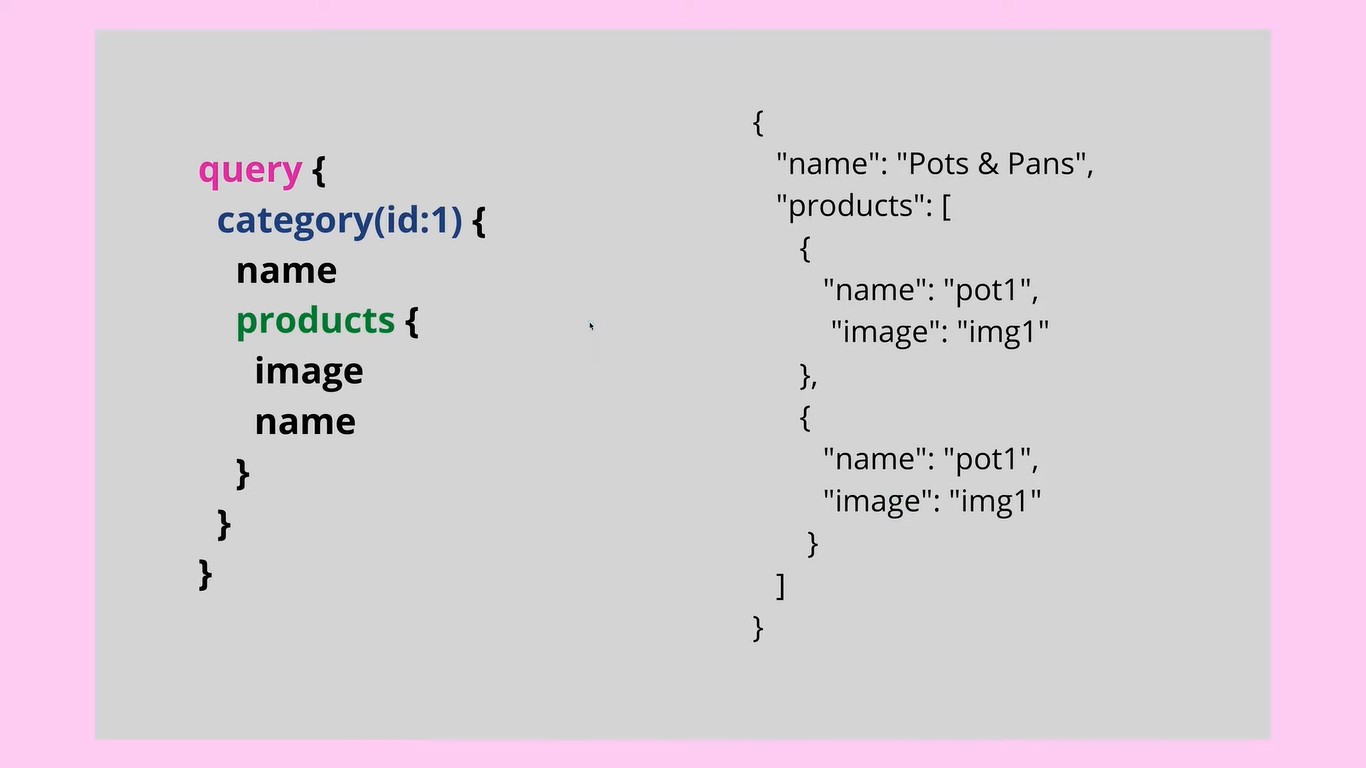 query {
category(id:1) {
name
products {
image
name
}
}
}
{
"name": "Pots & Pans",
"products": [
{
"name": "pot1",
"image": "img1"
},
{
"name": "pot1",
"image": "img1"
}
]
}